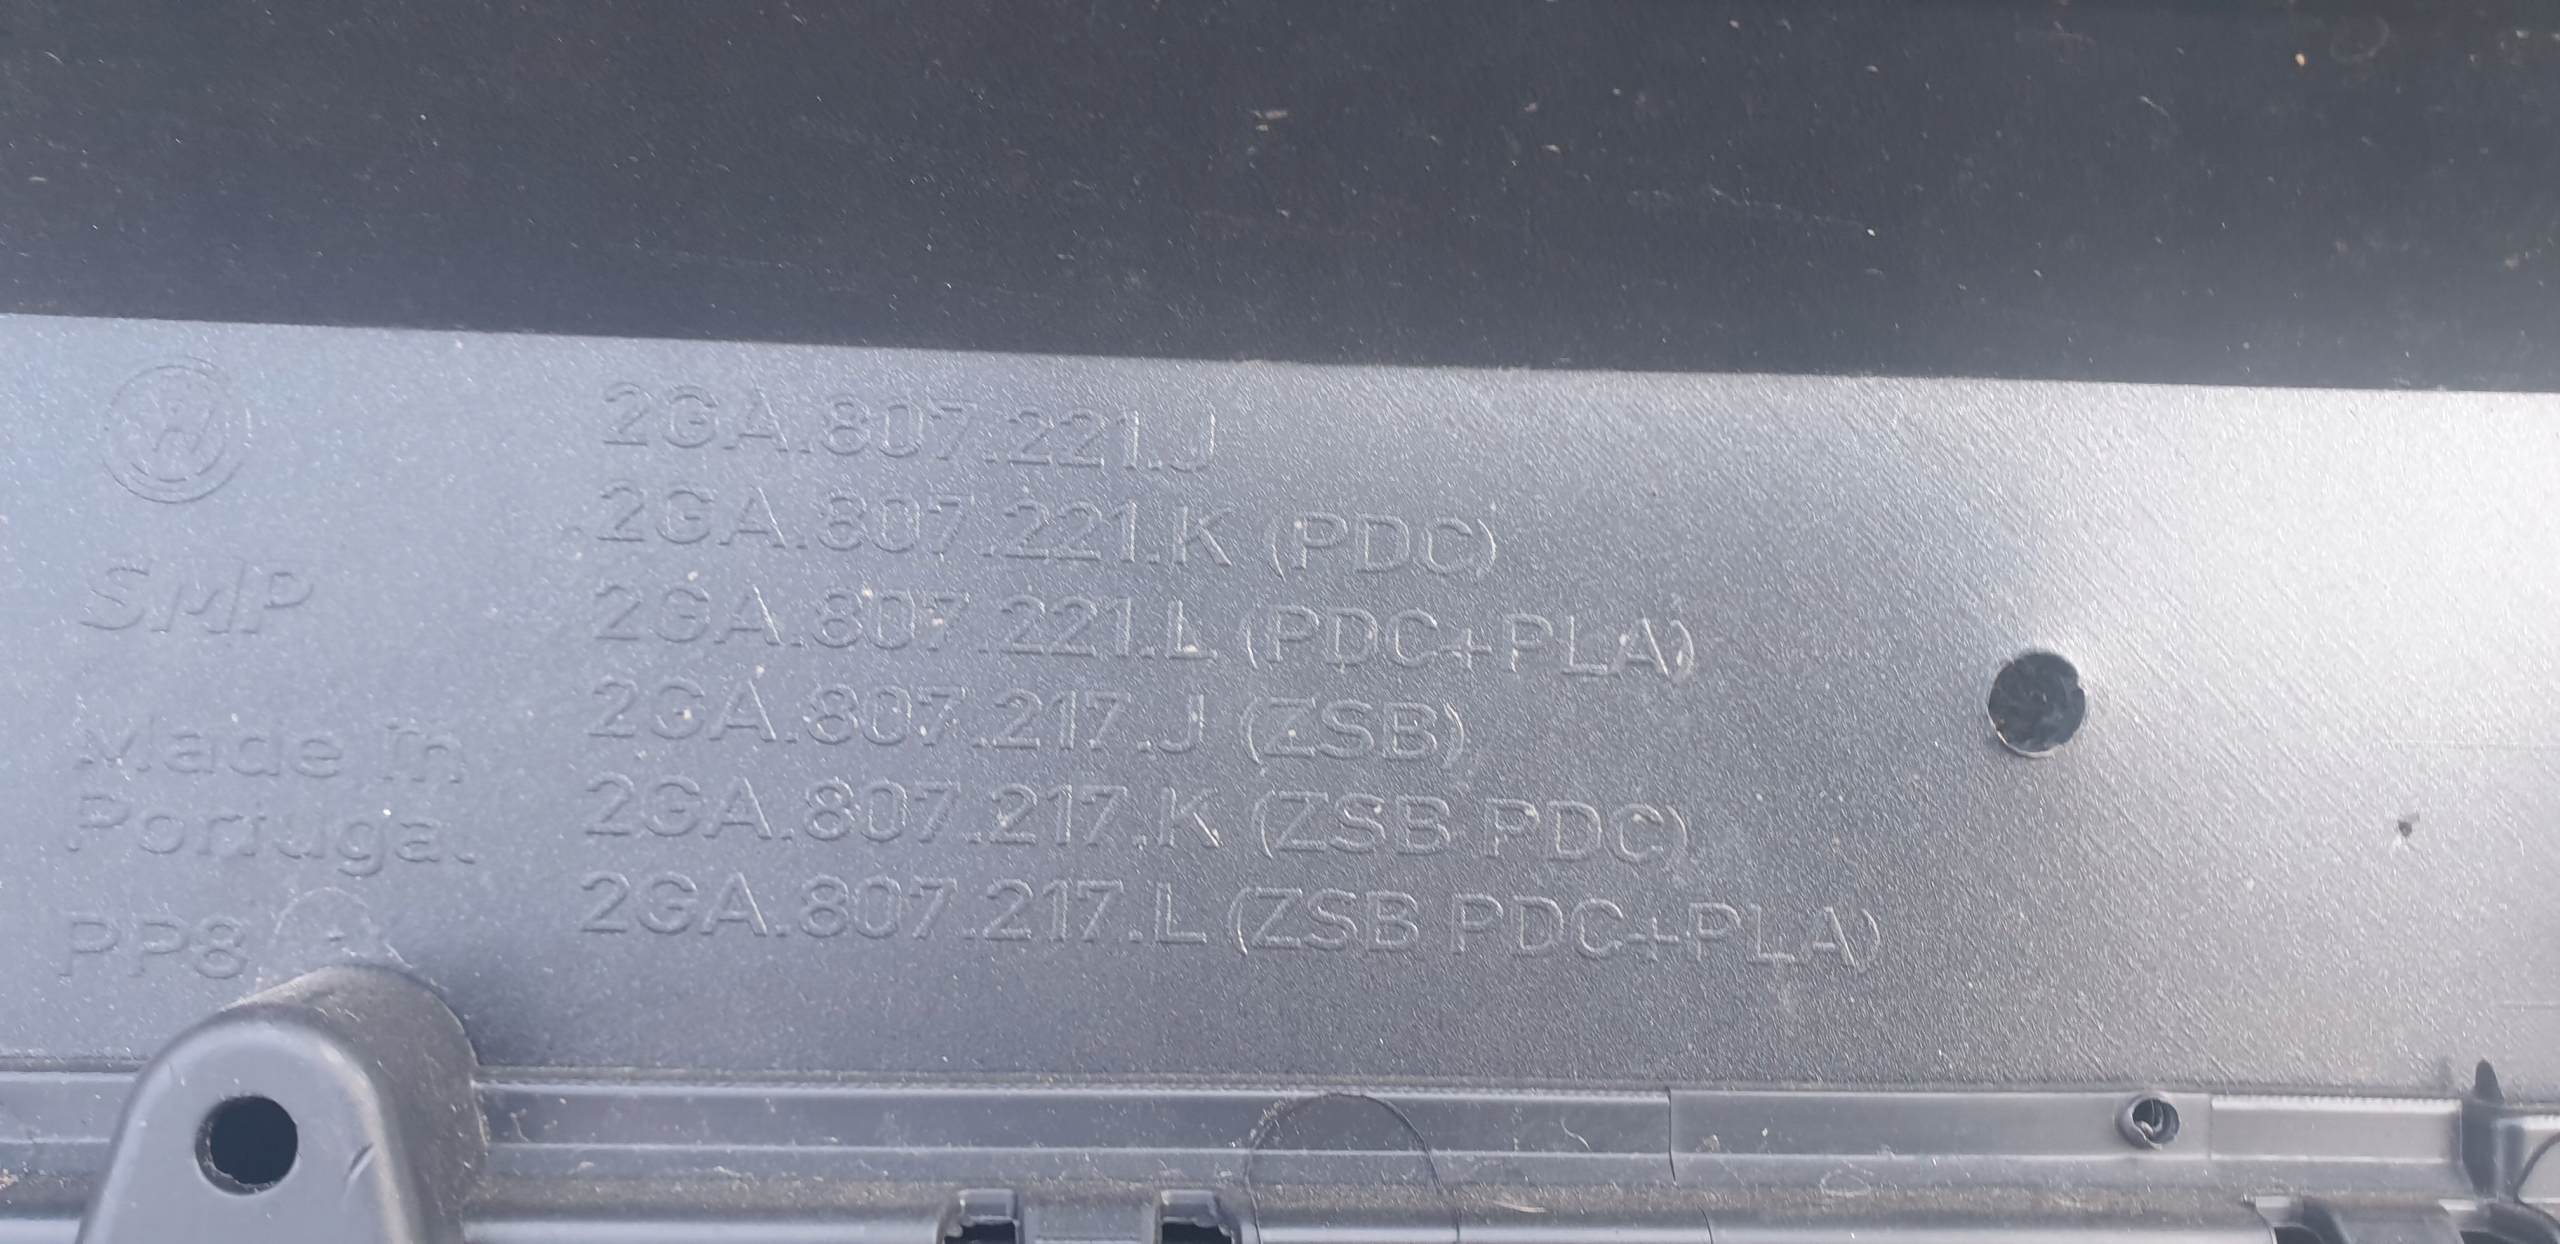 SMP
Made in
Portugal
PP8
2GA.807.221.J
2GA.807.221.K (PDC)
2GA.807.221.L (PDC+PLA)
2GA.807.217.J (ZSB)
2GA.807.217.K (ZSB PDC)
2GA.807.217.L (ZSB PDC+PLA)